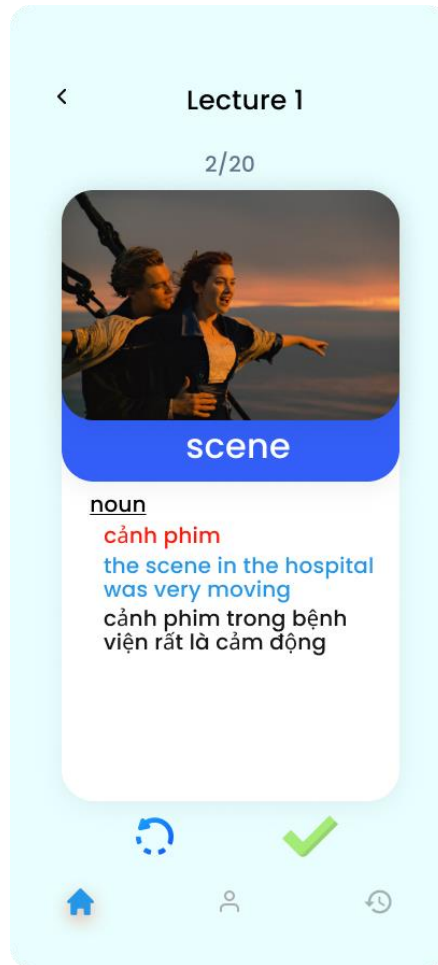 Lecture 1
2/20
scene
noun
cảnh phim
the scene in the hospital
was very moving
cảnh phim trong bệnh
viện rất là cảm động